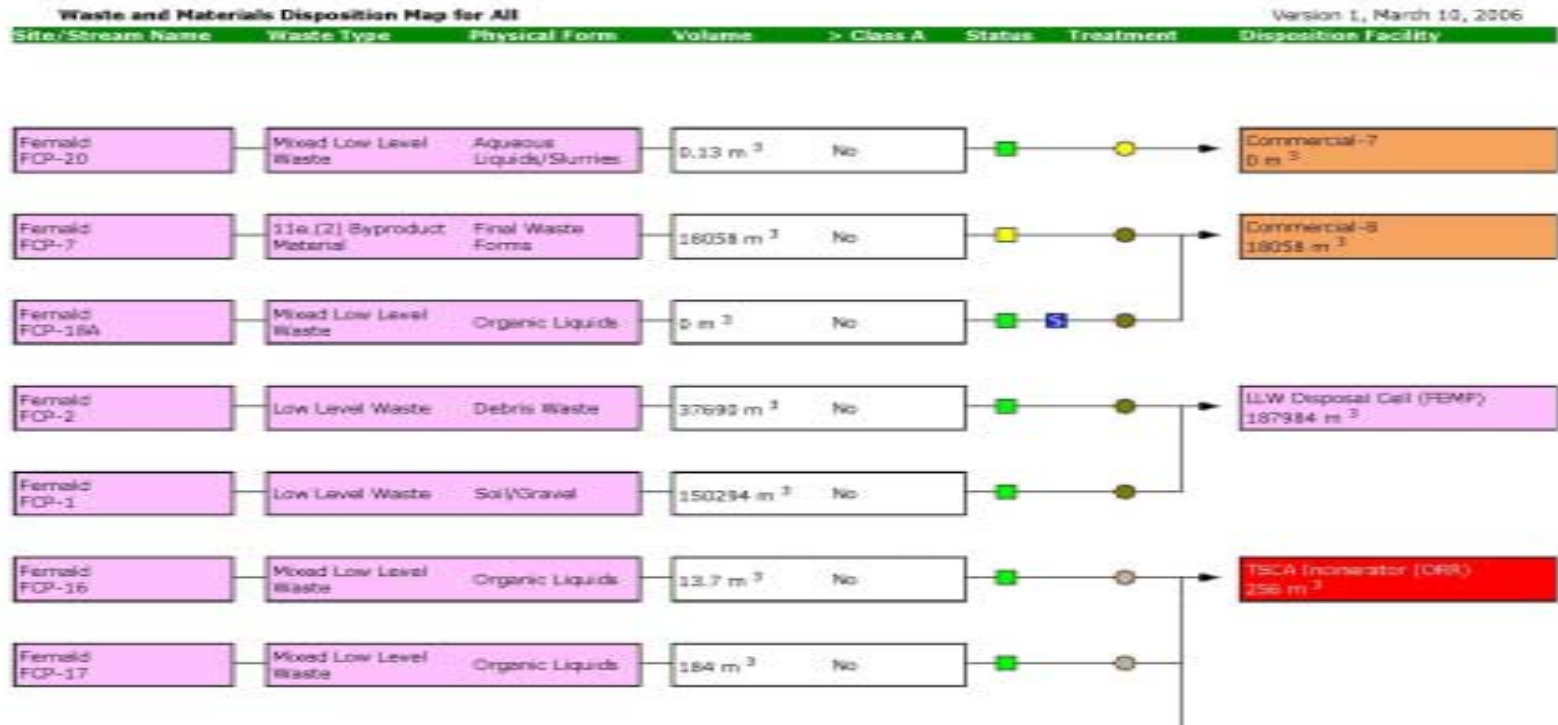 Waste and Materials Disposition Map for All
Version 1, March 10, 2006
Site/Stream Name Waste Type Physical Form Volume > Class A Status Treatment Disposition Facility
Fernald
FCP-20
Mixed Low Level
Waste
Aqueous
Liquids/Slurries
0.13 m 3
No
Commercial-7
0 m 3
Fernald
FCP-7
11e.(2) Byproduct
Material
Final Waste
Forms
18058 m 3
No
Commercial-8
18058 m 3
Fernald
FCP-18A
Mixed Low Level
Waste
Organic Liquids
0 m 3
No
S
Fernald
FCP-2
Low Level Waste
Debris Waste
37690 m 3
No
LLW Disposal Cell (FEMP)
187984 m 3
Fernald
FCP-1
Low Level Waste
Soil/Gravel
150294 m 3
No
Fernald
FCP-16
Mixed Low Level
Waste
Organic Liquids
13.7 m 3
No
TSCA Incinerator (ORR)
256 m 3
Fernald
FCP-17
Mixed Low Level
Waste
Organic Liquids
184 m 3
No